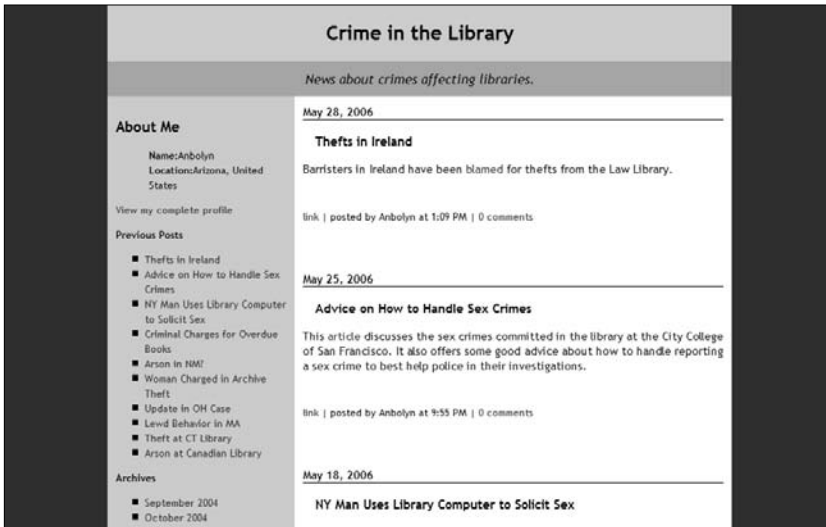 Crime in the Library
News about crimes affecting libraries.
About Me
Name:Anbolyn
Location:Arizona, United
States
View my complete profile
Previous Posts
Thefts in Ireland
Advice on How to Handle Sex
Crimes
NY Man Uses Library Computer
to Solicit Sex
Criminal Charges for Overdue
Books
Arson in NM?
Woman Charged in Archive
Theft
Update in OH Case
Lewd Behavior in MA
Theft at CT Library
Arson at Canadian Library
Archives
September 2004
October 2004
May 28, 2006
Thefts in Ireland
Barristers in Ireland have been blamed for thefts from the Law Library.
link | posted by Anbolyn at 1:09 PM | 0 comments
May 25, 2006
Advice on How to Handle Sex Crimes
This article discusses the sex crimes committed in the library at the City College
of San Francisco. It also offers some good advice about how to handle reporting
a sex crime to best help police in their investigations.
link | posted by Anbolyn at 9:55 PM | 0 comments
May 18, 2006
NY Man Uses Library Computer to Solicit Sex